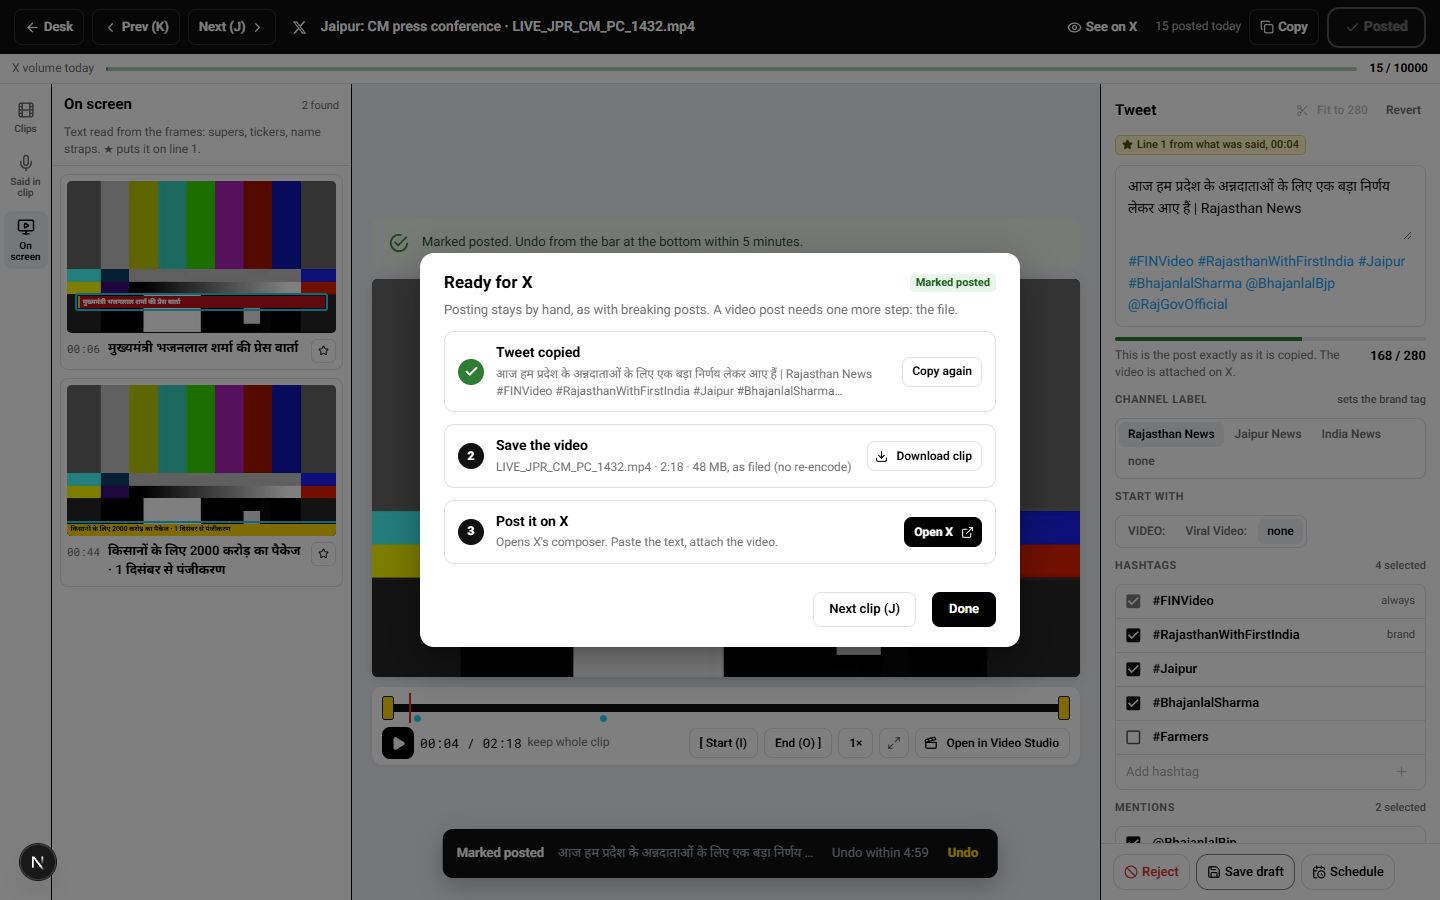 Desk
Prev (K)
Next (J)
Jaipur: CM press conference · LIVE_JPR_CM_PC_1432.mp4
See on X
15 posted today
Copy
Posted
X volume today
15 / 10000
Clips
Said in
clip
On
screen
On screen
2 found
Text read from the frames: supers, tickers, name
straps. ★ puts it on line 1.
मुख्यमंत्री भजनलाल शर्मा की प्रेस वार्ता
00:06 मुख्यमंत्री भजनलाल शर्मा की प्रेस वार्ता
किसानों के लिए 2000 करोड़ का पैकेज · 1 दिसंबर से पंजीकरण
00:44 किसानों के लिए 2000 करोड़ का पैकेज
· 1 दिसंबर से पंजीकरण
Marked posted. Undo from the bar at the bottom within 5 minutes.
Ready for X
Marked posted
Posting stays by hand, as with breaking posts. A video post needs one more step: the file.
Tweet copied
आज हम प्रदेश के अन्नदाताओं के लिए एक बड़ा निर्णय लेकर आए हैं | Rajasthan News
#FINVideo #RajasthanWithFirstIndia #Jaipur #BhajanlalSharma…
Copy again
2
Save the video
LIVE_JPR_CM_PC_1432.mp4 · 2:18 · 48 MB, as filed (no re-encode)
Download clip
3
Post it on X
Opens X's composer. Paste the text, attach the video.
Open X
Next clip (J)
Done
00:04 / 02:18 keep whole clip
[ Start (I)
End (O) ]
1×
Open in Video Studio
Marked posted
आज हम प्रदेश के अन्नदाताओं के लिए एक बड़ा निर्णय ...
Undo within 4:59
Undo
N
Tweet
Fit to 280
Revert
★ Line 1 from what was said, 00:04
आज हम प्रदेश के अन्नदाताओं के लिए एक बड़ा निर्णय
लेकर आए हैं | Rajasthan News
#FINVideo #RajasthanWithFirstIndia #Jaipur
#BhajanlalSharma @BhajanlalBjp
@RajGovOfficial
This is the post exactly as it is copied. The
video is attached on X.
168 / 280
CHANNEL LABEL
sets the brand tag
Rajasthan News
Jaipur News
India News
none
START WITH
VIDEO:
Viral Video:
none
HASHTAGS
4 selected
#FINVideo
always
#RajasthanWithFirstIndia
brand
#Jaipur
#BhajanlalSharma
#Farmers
Add hashtag
MENTIONS
2 selected
@BhajanlalBjp
Reject
Save draft
Schedule